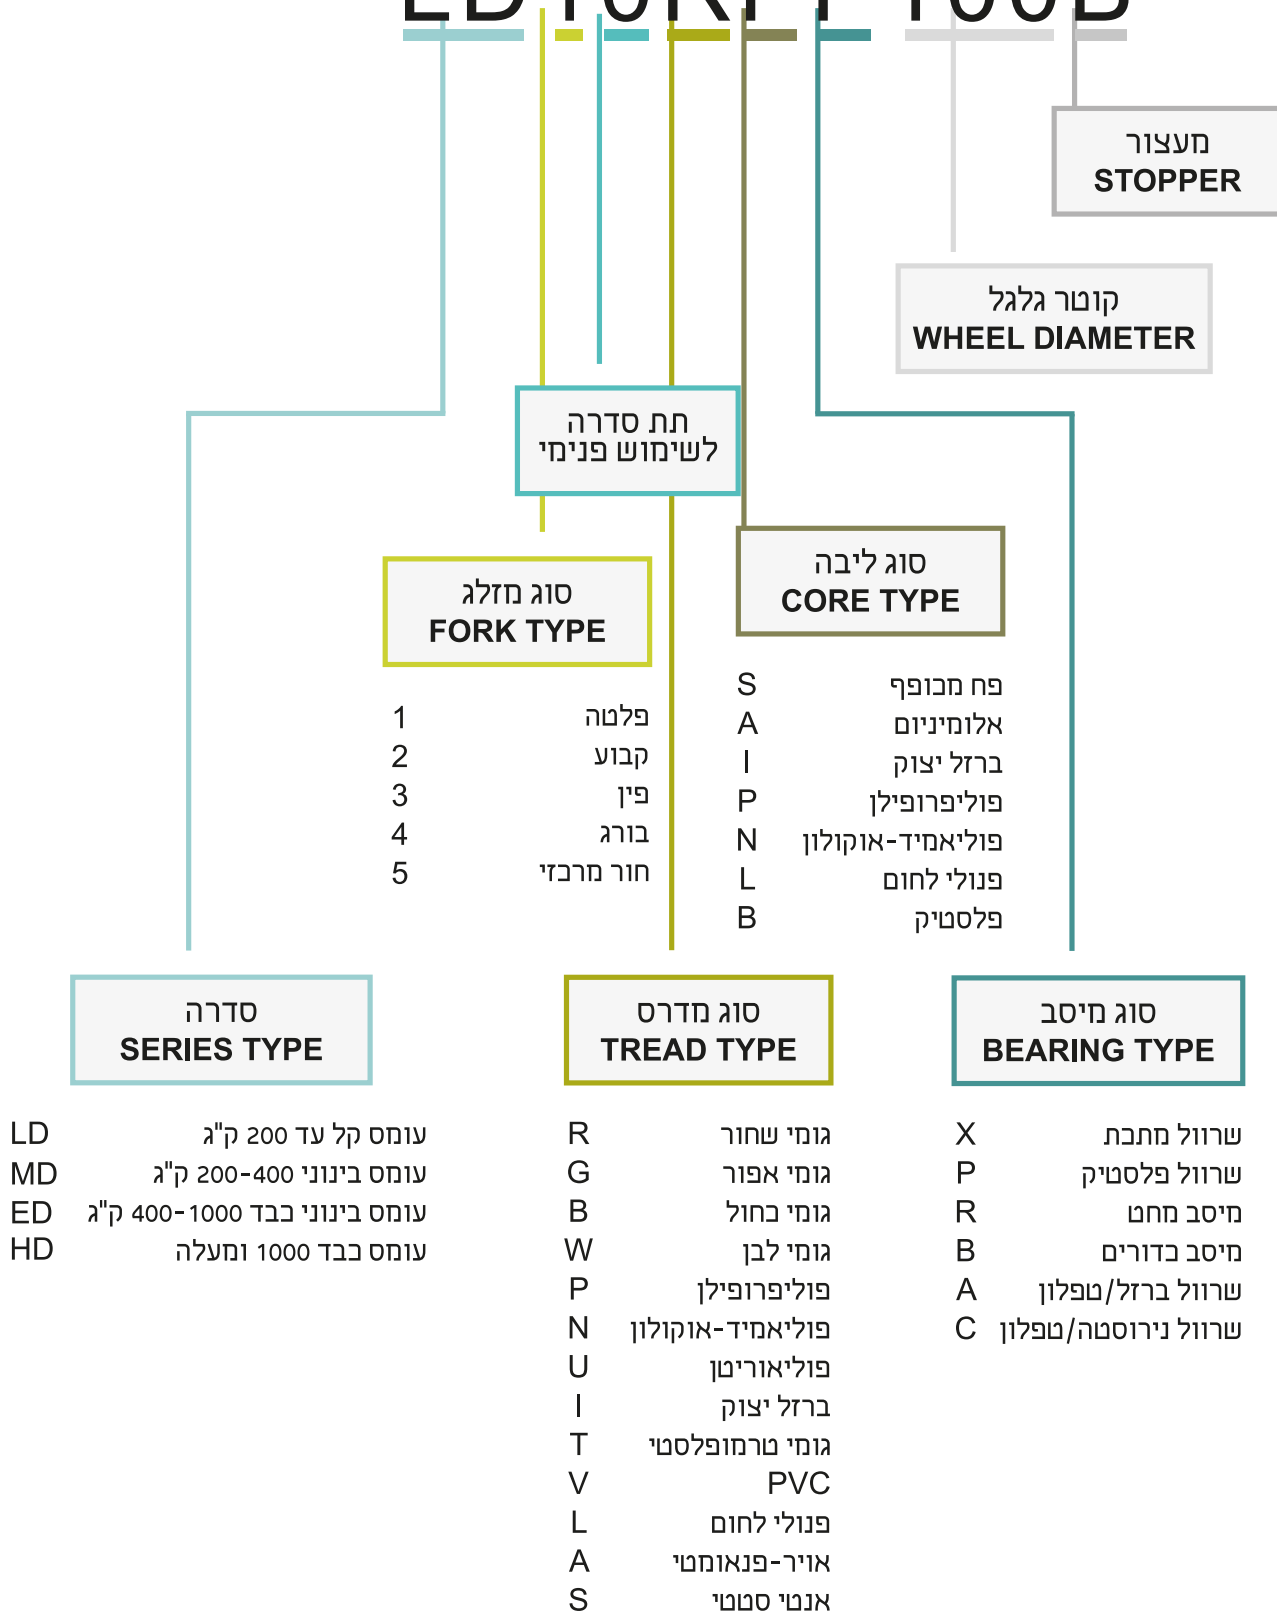 מעצור
STOPPER
קוטר גלגל
WHEEL DIAMETER
תת סדרה
לשימוש פנימי
סוג ליבה
CORE TYPE
S פח מכופף
A אלומיניום
I ברזל יצוק
P פוליפרופילן
N פוליאמיד-אוקולון
L פנולי לחום
B פלסטיק
סוג מזלג
FORK TYPE
1 פלטה
2 קבוע
3 פין
4 בורג
5 חור מרכזי
סדרה
SERIES TYPE
LD עומס קל עד 200 ק"ג
MD עומס בינוני 200-400 ק"ג
ED עומס בינוני כבד 400-1000 ק"ג
HD עומס כבד 1000 ומעלה
סוג מדרס
TREAD TYPE
R גומי שחור
G גומי אפור
B גומי כחול
W גומי לבן
P פוליפרופילן
N פוליאמיד-אוקולון
U פוליאוריטן
I ברזל יצוק
T גומי טרמופלסטי
V PVC
L פנולי לחום
A אויר-פנאומטי
S אנטי סטטי
סוג מיסב
BEARING TYPE
X שרוול מתכת
P שרוול פלסטיק
R מיסב מחט
B מיסב כדורים
A שרוול ברזל/טפלון
C שרוול נירוסטה/טפלון